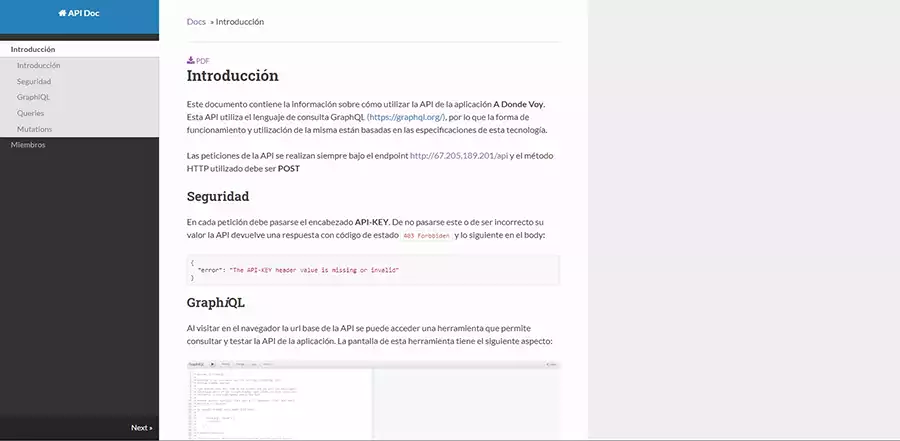 API Doc
Introducción
Introducción
Seguridad
GraphiQL
Queries
Mutations
Miembros
Next »
Docs » Introducción
PDF
Introducción
Este documento contiene la información sobre cómo utilizar la API de la aplicación A Donde Voy.
Esta API utiliza el lenguaje de consulta GraphQL (https://graphql.org/), por lo que la forma de
funcionamiento y utilización de la misma están basadas en las especificaciones de esta tecnología.
Las peticiones de la API se realizan siempre bajo el endpoint http://67.205.189.201/api y el método
HTTP utilizado debe ser POST
Seguridad
En cada petición debe pasarse el encabezado API-KEY. De no pasarse este o de ser incorrecto su
valor la API devuelve una respuesta con código de estado 403 Forbbiden y lo siguiente en el body:
{
"error": "The API-KEY header value is missing or invalid"
}
GraphiQL
Al visitar en el navegador la url base de la API se puede acceder una herramienta que permite
consultar y testar la API de la aplicación. La pantalla de esta herramienta tiene el siguiente aspecto:
GraphiQL